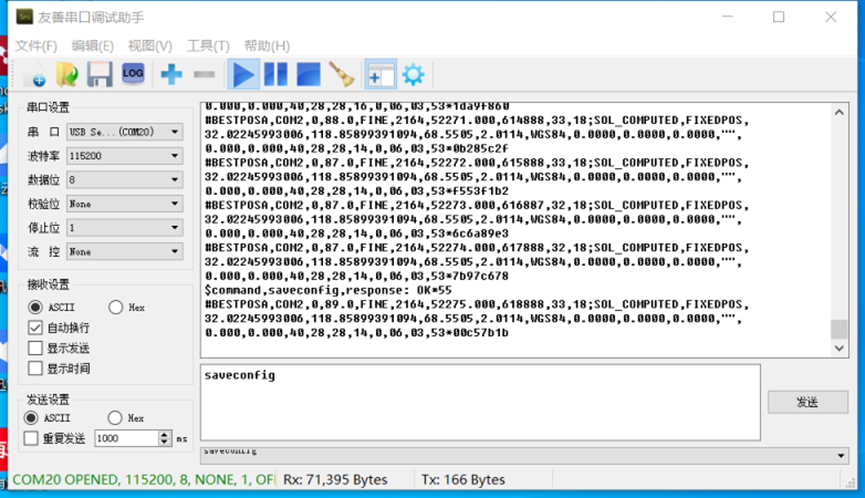 友善串口调试助手
文件(F) 编辑(E) 视图(V) 工具(T) 帮助(H)
LOG
串口设置
串 口 USB Se...(COM20)
波特率 115200
数据位 8
校验位 None
停止位 1
流 控 None
接收设置
ASCII Hex
自动换行
显示发送
显示时间
发送设置
ASCII Hex
重复发送 1000 ms
0.000,0.000,40,28,28,16,0,06,03,53*1da9f860
#BESTPOSA,COM2,0,88.0,FINE,2164,52271.000,614888,33,18;SOL_COMPUTED,FIXEDPOS,
32.02245993006,118.85899391094,68.5505,2.0114,WGS84,0.0000,0.0000,0.0000,"",
0.000,0.000,40,28,28,14,0,06,03,53*0b285c2f
#BESTPOSA,COM2,0,87.0,FINE,2164,52272.000,615888,33,18;SOL_COMPUTED,FIXEDPOS,
32.02245993006,118.85899391094,68.5505,2.0114,WGS84,0.0000,0.0000,0.0000,"",
0.000,0.000,40,28,28,14,0,06,03,53*f553f1b2
#BESTPOSA,COM2,0,87.0,FINE,2164,52273.000,616887,32,18;SOL_COMPUTED,FIXEDPOS,
32.02245993006,118.85899391094,68.5505,2.0114,WGS84,0.0000,0.0000,0.0000,"",
0.000,0.000,40,28,28,14,0,06,03,53*6c6a89e3
#BESTPOSA,COM2,0,87.0,FINE,2164,52274.000,617888,32,18;SOL_COMPUTED,FIXEDPOS,
32.02245993006,118.85899391094,68.5505,2.0114,WGS84,0.0000,0.0000,0.0000,"",
0.000,0.000,40,28,28,14,0,06,03,53*7b97c678
$command,saveconfig,response: OK*55
#BESTPOSA,COM2,0,89.0,FINE,2164,52275.000,618888,33,18;SOL_COMPUTED,FIXEDPOS,
32.02245993006,118.85899391094,68.5505,2.0114,WGS84,0.0000,0.0000,0.0000,"",
0.000,0.000,40,28,28,14,0,06,03,53*00c57b1b
saveconfig
发送
saveconfig
COM20 OPENED, 115200, 8, NONE, 1, OF Rx: 71,395 Bytes Tx: 166 Bytes